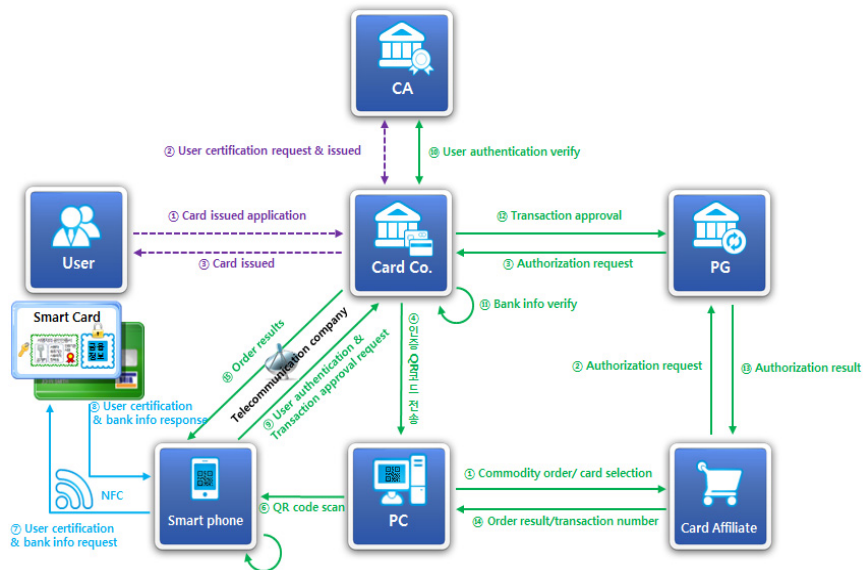 CA
② User certification request & issued
⑩ User authentication verify
① Card issued application
⑫ Transaction approval
User
Card Co.
PG
③ Card issued
③ Authorization request
⑪ Bank info verify
Smart Card
⑮ Order results
Telecommunication company
⑨ User authentication &
Transaction approval request
④ 인증 QR코드 전송
② Authorization request
⑬ Authorization result
⑧ User certification
& bank info response
NFC
① Commodity order/ card selection
⑥ QR code scan
Smart phone
PC
⑭ Order result/transaction number
Card Affiliate
⑦ User certification
& bank info request